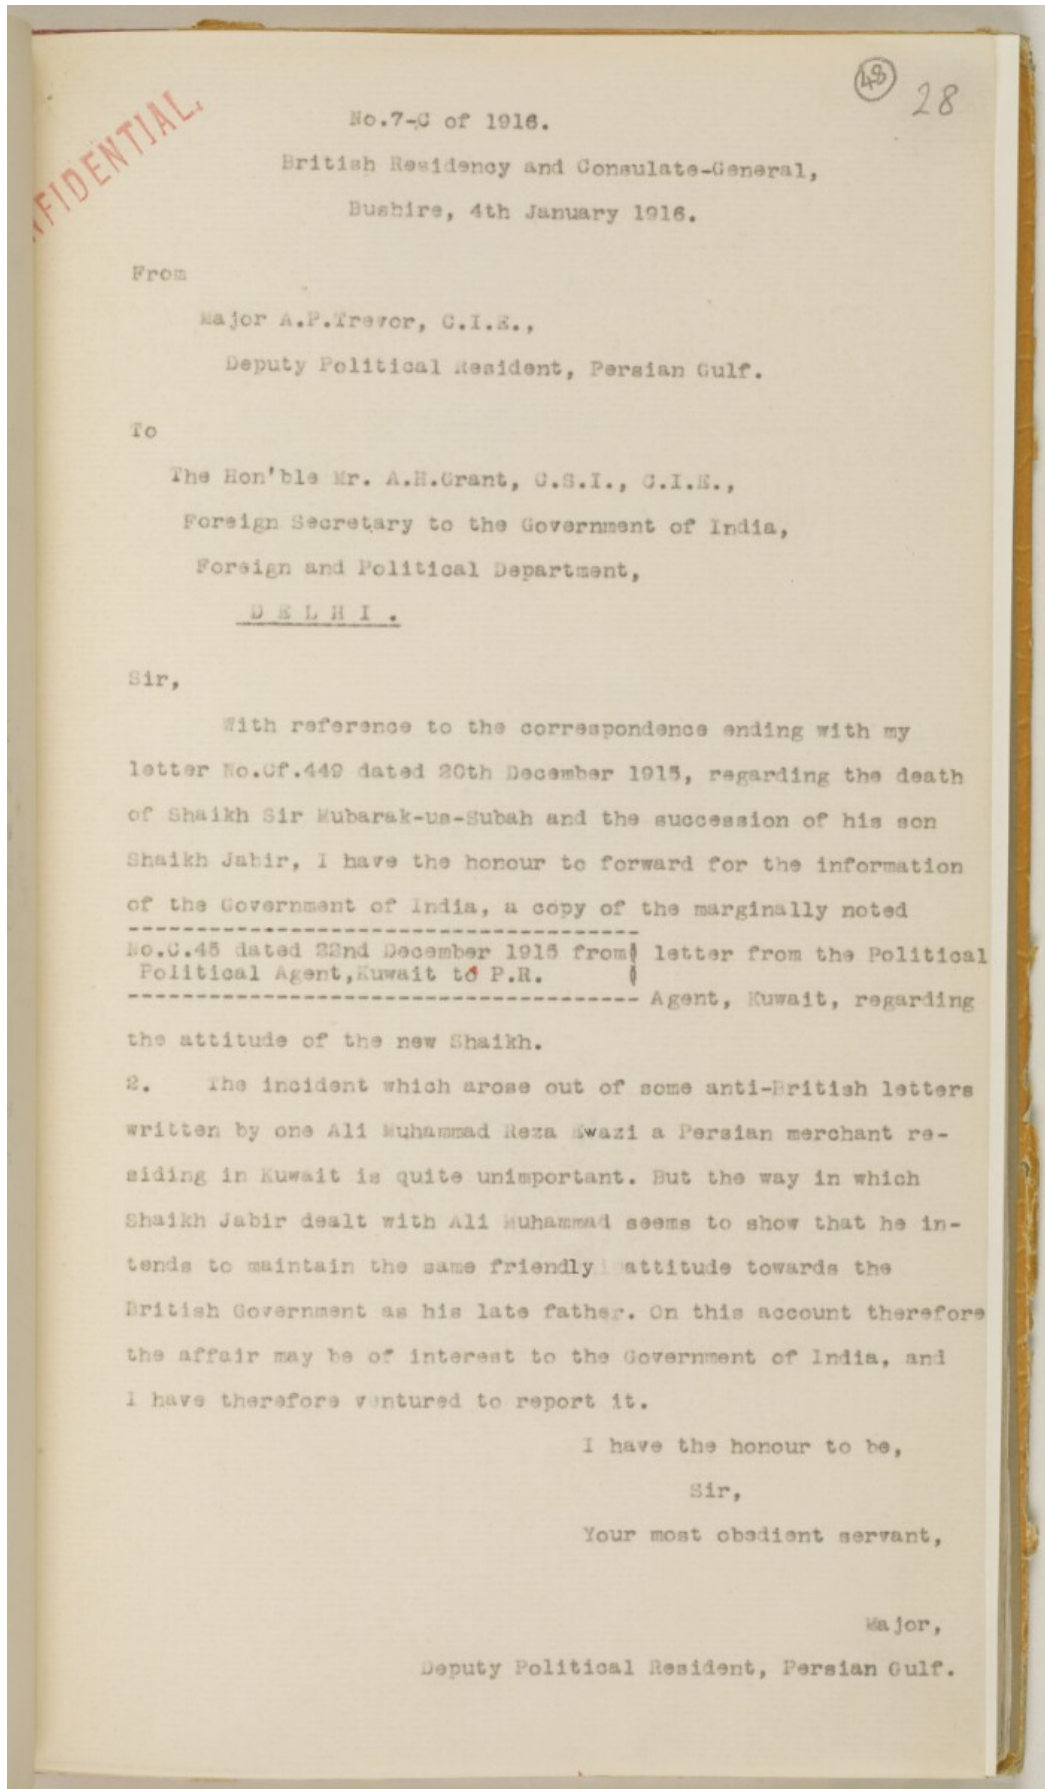 48
28
NFIDENTIAL.
No.7-C of 1916.
British Residency and Consulate-General,
Bushire, 4th January 1916.
From
Major A.P.Trevor, C.I.E.,
Deputy Political Resident, Persian Gulf.
To
The Hon'ble Mr. A.H.Grant, C.S.I., C.I.E.,
Foreign Secretary to the Government of India,
Foreign and Political Department,
D E L H I .
Sir,
With reference to the correspondence ending with my
letter No.Cf.449 dated 20th December 1915, regarding the death
of Shaikh Sir Mubarak-us-Subah and the succession of his son
Shaikh Jabir, I have the honour to forward for the information
of the Government of India, a copy of the marginally noted
No.C.45 dated 22nd December 1915 from
Political Agent,Kuwait to P.R.
letter from the Political
Agent, Kuwait, regarding
the attitude of the new Shaikh.
2. The incident which arose out of some anti-British letters
written by one Ali Muhammad Reza Ewazi a Persian merchant re-
siding in Kuwait is quite unimportant. But the way in which
Shaikh Jabir dealt with Ali Muhammad seems to show that he in-
tends to maintain the same friendly attitude towards the
British Government as his late father. On this account therefore
the affair may be of interest to the Government of India, and
I have therefore ventured to report it.
I have the honour to be,
Sir,
Your most obedient servant,
Major,
Deputy Political Resident, Persian Gulf.